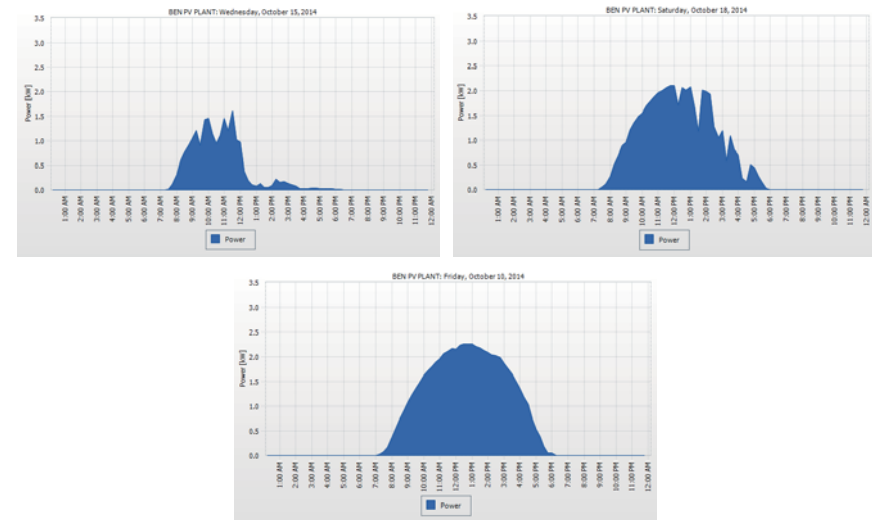 BEN PV PLANT: Wednesday, October 15, 2014
3.5
3.0
2.5
2.0
1.5
1.0
0.5
0.0
Power [kW]
1:00 AM 2:00 AM 3:00 AM 4:00 AM 5:00 AM 6:00 AM 7:00 AM 8:00 AM 9:00 AM 10:00 AM 11:00 AM 12:00 PM 1:00 PM 2:00 PM 3:00 PM 4:00 PM 5:00 PM 6:00 PM 7:00 PM 8:00 PM 9:00 PM 10:00 PM 11:00 PM 12:00 AM
Power
BEN PV PLANT: Saturday, October 18, 2014
3.5
3.0
2.5
2.0
1.5
1.0
0.5
0.0
Power [kW]
1:00 AM 2:00 AM 3:00 AM 4:00 AM 5:00 AM 6:00 AM 7:00 AM 8:00 AM 9:00 AM 10:00 AM 11:00 AM 12:00 PM 1:00 PM 2:00 PM 3:00 PM 4:00 PM 5:00 PM 6:00 PM 7:00 PM 8:00 PM 9:00 PM 10:00 PM 11:00 PM 12:00 AM
Power
BEN PV PLANT: Friday, October 10, 2014
3.5
3.0
2.5
2.0
1.5
1.0
0.5
0.0
Power [kW]
1:00 AM 2:00 AM 3:00 AM 4:00 AM 5:00 AM 6:00 AM 7:00 AM 8:00 AM 9:00 AM 10:00 AM 11:00 AM 12:00 PM 1:00 PM 2:00 PM 3:00 PM 4:00 PM 5:00 PM 6:00 PM 7:00 PM 8:00 PM 9:00 PM 10:00 PM 11:00 PM 12:00 AM
Power